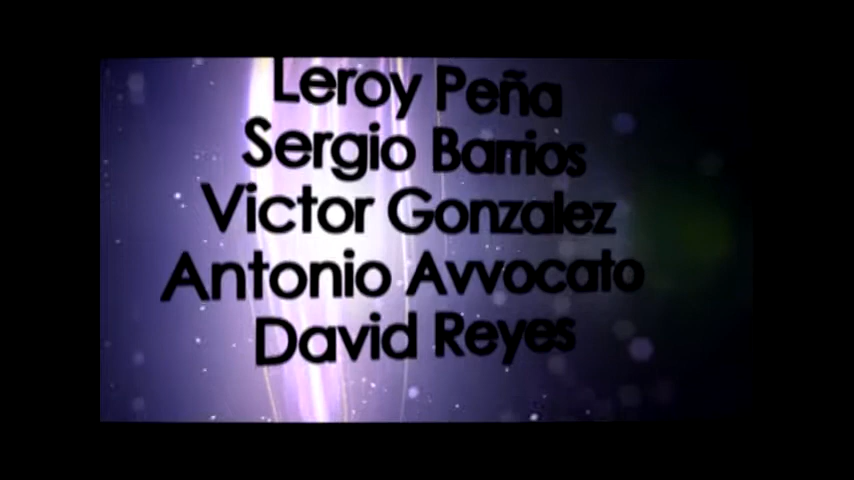 Leroy Peña
Sergio Barrios
Victor Gonzalez
Antonio Avvocato
David Reyes